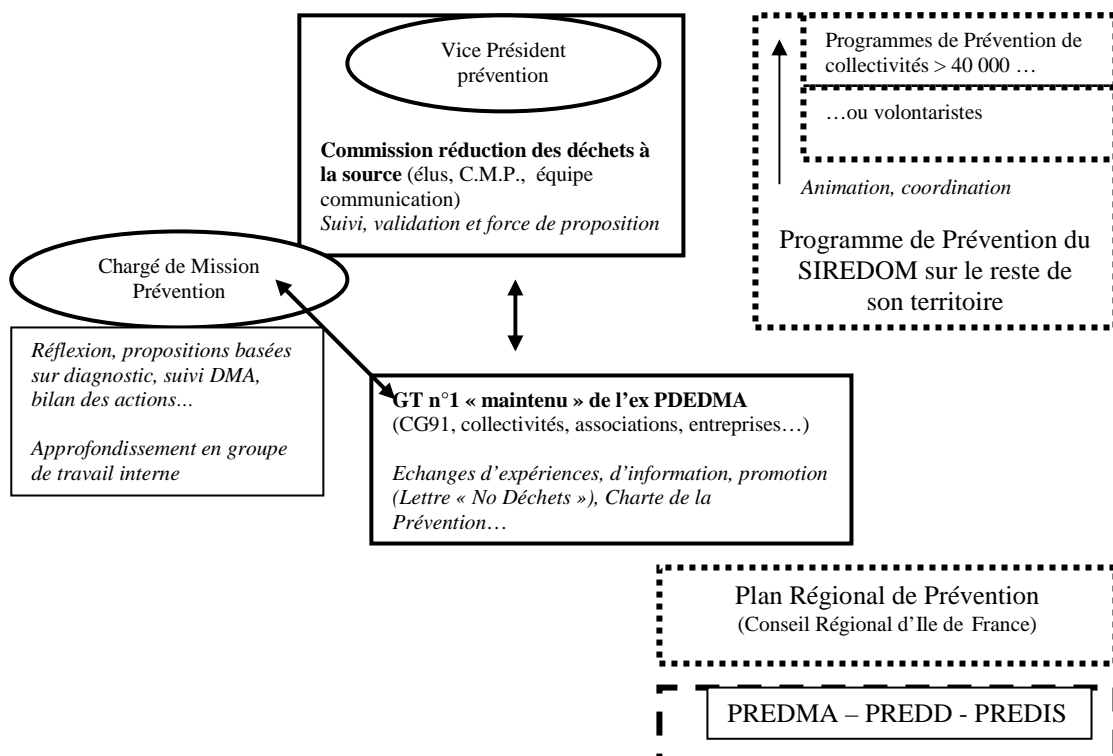 Vice Président
prévention
Commission réduction des déchets à
la source (élus, C.M.P., équipe
communication)
Suivi, validation et force de proposition
Programmes de Prévention de
collectivités > 40 000 …
…ou volontaristes
Animation, coordination
Programme de Prévention du
SIREDOM sur le reste de
son territoire
Chargé de Mission
Prévention
Réflexion, propositions basées
sur diagnostic, suivi DMA,
bilan des actions…
Approfondissement en groupe
de travail interne
GT n°1 « maintenu » de l’ex PDEDMA
(CG91, collectivités, associations, entreprises…)
Echanges d’expériences, d’information, promotion
(Lettre « No Déchets »), Charte de la
Prévention…
Plan Régional de Prévention
(Conseil Régional d’Ile de France)
PREDMA – PREDD - PREDIS